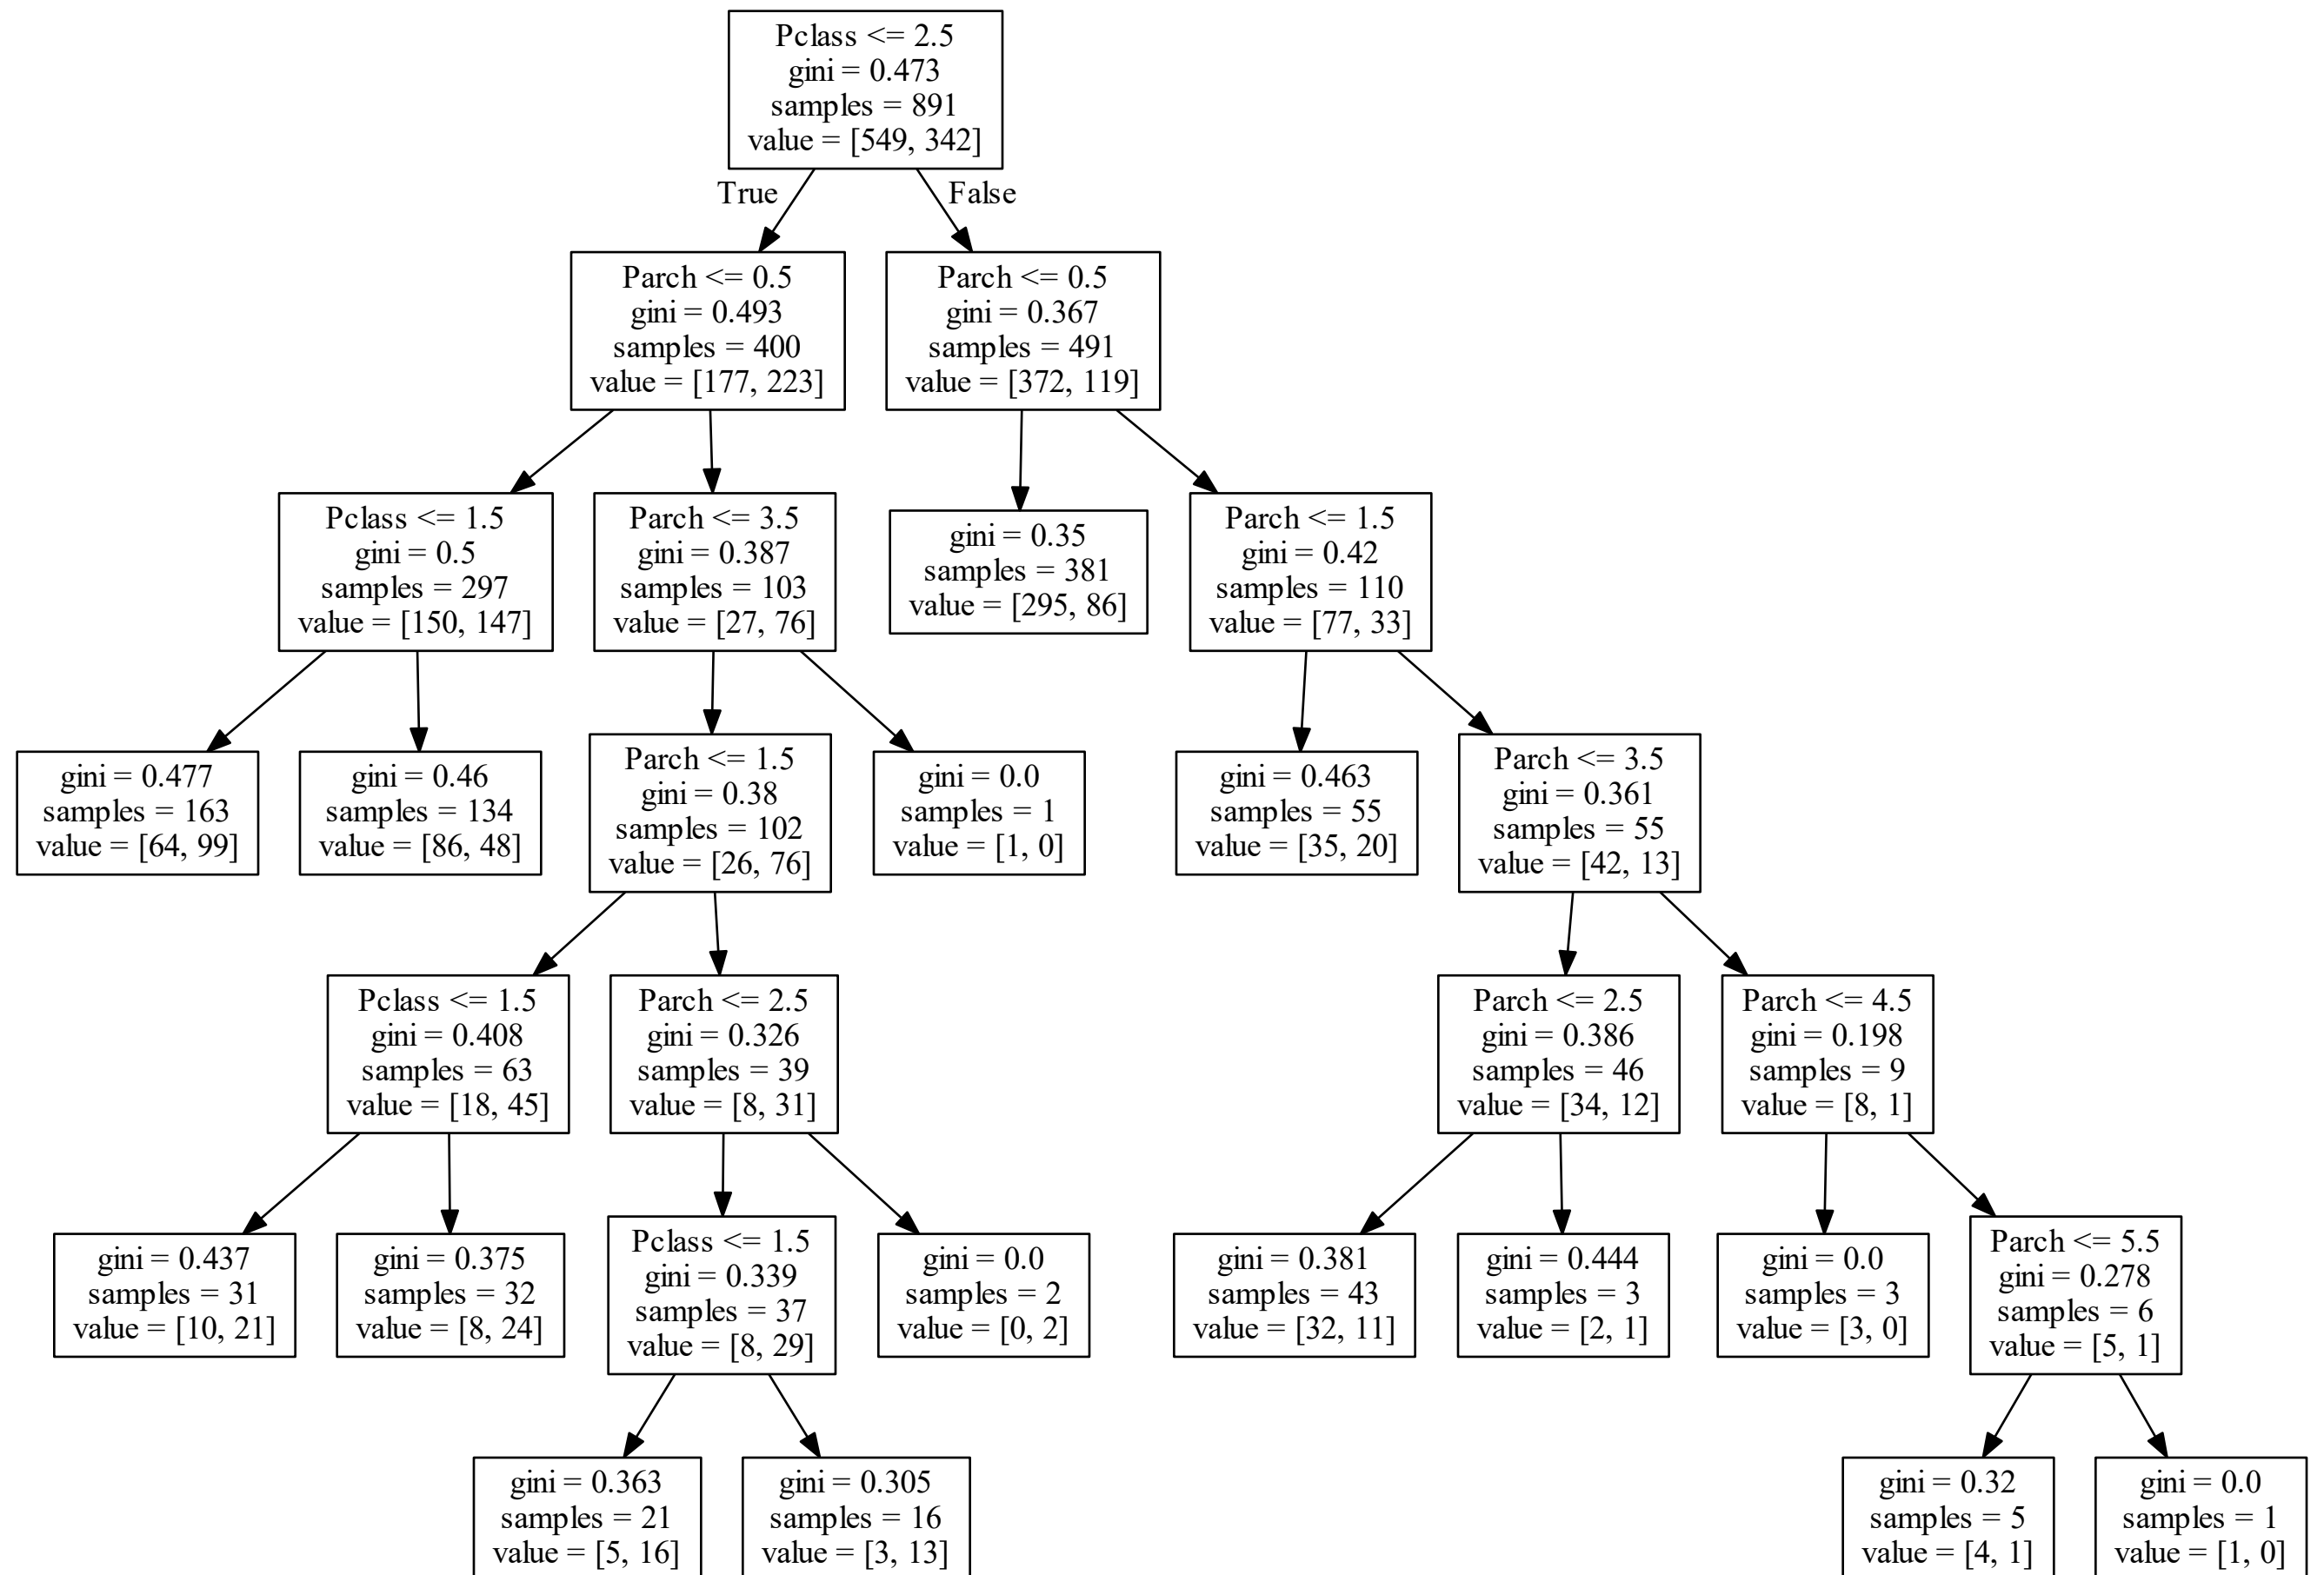 Pclass <= 2.5
gini = 0.473
samples = 891
value = [549, 342]
True
False
Parch <= 0.5
gini = 0.493
samples = 400
value = [177, 223]
Parch <= 0.5
gini = 0.367
samples = 491
value = [372, 119]
Pclass <= 1.5
gini = 0.5
samples = 297
value = [150, 147]
Parch <= 3.5
gini = 0.387
samples = 103
value = [27, 76]
gini = 0.35
samples = 381
value = [295, 86]
Parch <= 1.5
gini = 0.42
samples = 110
value = [77, 33]
gini = 0.477
samples = 163
value = [64, 99]
gini = 0.46
samples = 134
value = [86, 48]
Parch <= 1.5
gini = 0.38
samples = 102
value = [26, 76]
gini = 0.0
samples = 1
value = [1, 0]
gini = 0.463
samples = 55
value = [35, 20]
Parch <= 3.5
gini = 0.361
samples = 55
value = [42, 13]
Pclass <= 1.5
gini = 0.408
samples = 63
value = [18, 45]
Parch <= 2.5
gini = 0.326
samples = 39
value = [8, 31]
Parch <= 2.5
gini = 0.386
samples = 46
value = [34, 12]
Parch <= 4.5
gini = 0.198
samples = 9
value = [8, 1]
gini = 0.437
samples = 31
value = [10, 21]
gini = 0.375
samples = 32
value = [8, 24]
Pclass <= 1.5
gini = 0.339
samples = 37
value = [8, 29]
gini = 0.0
samples = 2
value = [0, 2]
gini = 0.381
samples = 43
value = [32, 11]
gini = 0.444
samples = 3
value = [2, 1]
gini = 0.0
samples = 3
value = [3, 0]
Parch <= 5.5
gini = 0.278
samples = 6
value = [5, 1]
gini = 0.363
samples = 21
value = [5, 16]
gini = 0.305
samples = 16
value = [3, 13]
gini = 0.32
samples = 5
value = [4, 1]
gini = 0.0
samples = 1
value = [1, 0]